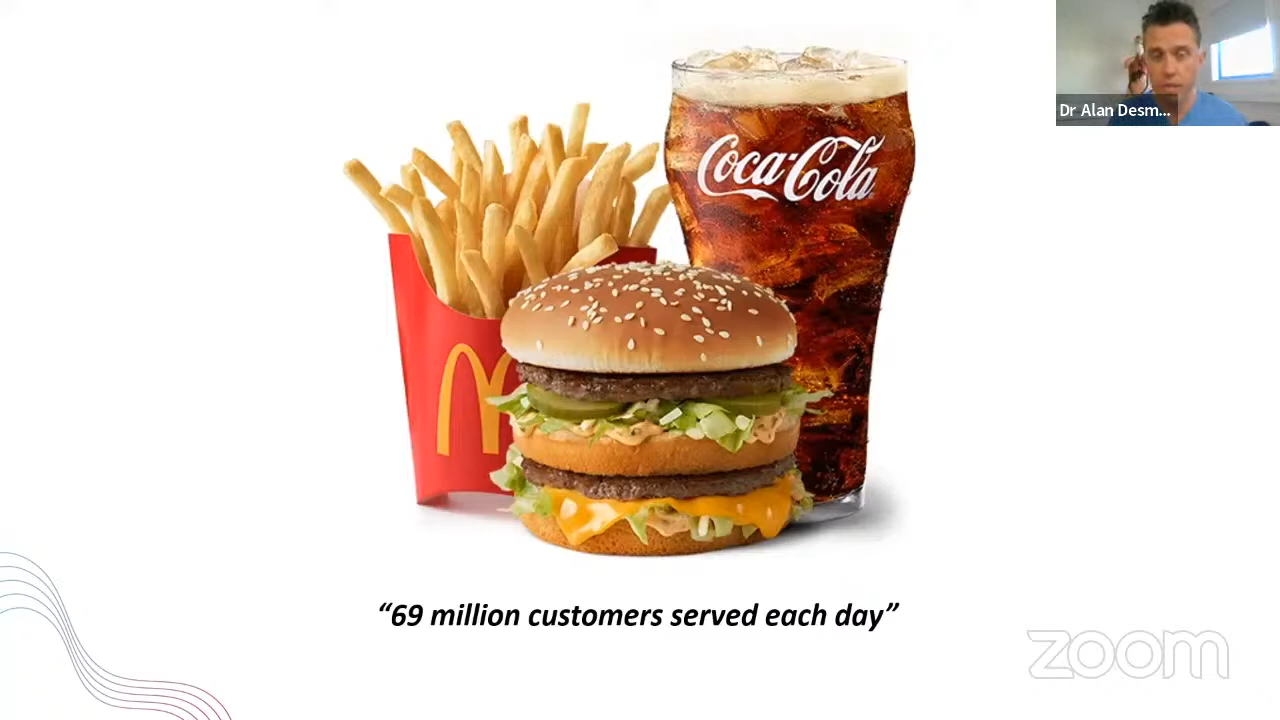 Dr Alan Desm...
Coca-Cola
M
“69 million customers served each day”
zoom